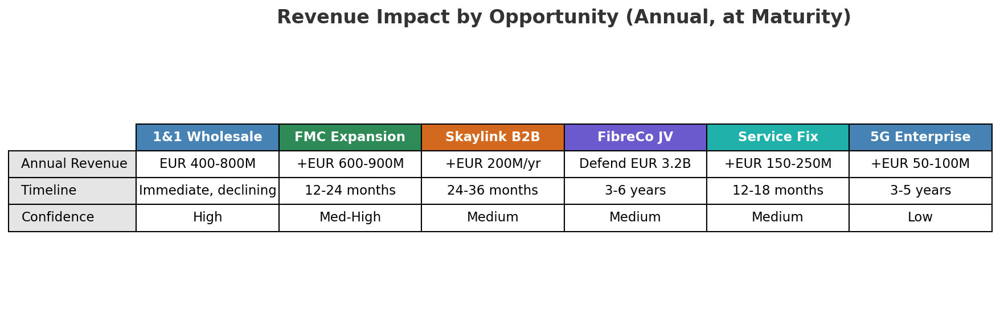 Revenue Impact by Opportunity (Annual, at Maturity)
1&1 Wholesale FMC Expansion Skaylink B2B FibreCo JV Service Fix 5G Enterprise
Annual Revenue EUR 400-800M +EUR 600-900M +EUR 200M/yr Defend EUR 3.2B +EUR 150-250M +EUR 50-100M
Timeline Immediate, declining 12-24 months 24-36 months 3-6 years 12-18 months 3-5 years
Confidence High Med-High Medium Medium Medium Low